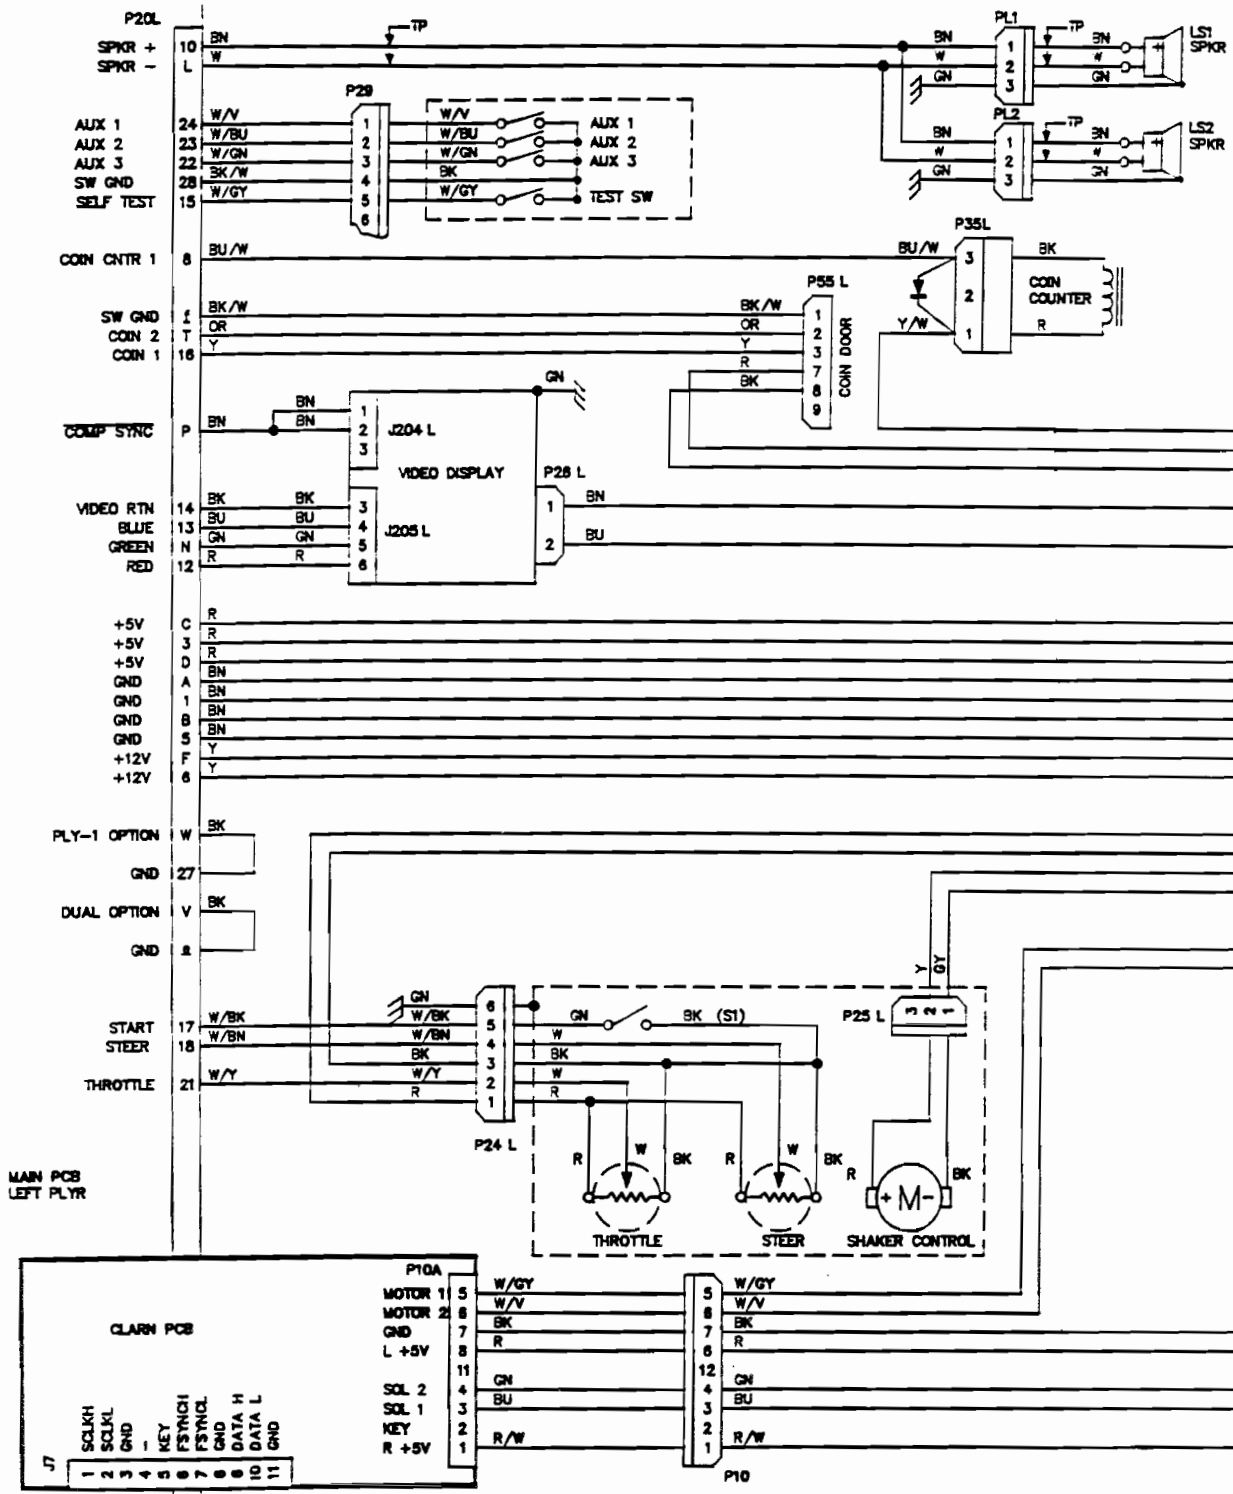 P20L
SPKR + 10 BN TP BN PL1 1 TP BN LS1 SPKR
SPKR - L W W 2 W
GN 3 GN
P29
AUX 1 24 W/V 1 W/V AUX 1
AUX 2 23 W/BU 2 W/BU AUX 2
AUX 3 22 W/GN 3 W/GN AUX 3
SW GND 28 BK/W 4 BK
SELF TEST 15 W/GY 5 W/GY TEST SW
6
PL2 TP
BN 1 BN LS2 SPKR
W 2 W
GN 3 GN
COIN CNTR 1 8 BU/W BU/W P35L 3 BK
2 COIN COUNTER
Y/W 1 R
P55 L
SW GND BK/W BK/W 1
COIN 2 T OR OR 2
COIN 1 16 Y Y 3
R 7
BK 8
9
COIN DOOR
GN
COMP SYNC P BN BN 1
BN 2 J204 L
3
VIDEO DISPLAY
P26 L
VIDEO RTN 14 BK BK 3 1 BN
BLUE 13 BU BU 4 J205 L
GREEN N GN GN 5 2 BU
RED 12 R R 6
+5V C R
+5V 3 R
+5V D R
GND A BN
GND 1 BN
GND B BN
GND 5 BN
+12V F Y
+12V 6 Y
PLY-1 OPTION W BK
GND 27
DUAL OPTION V BK
GND
Y GY
P25 L 3 2 1
GN 6
START 17 W/BK W/BK 5 GN BK (S1)
STEER 18 W/BN W/BN 4 W
BK 3 BK
THROTTLE 21 W/Y W/Y 2 W
R 1 R
P24 L
R W BK R W BK R BK
+ M -
THROTTLE STEER SHAKER CONTROL
MAIN PCB
LEFT PLYR
CLARN PCB
P10A
MOTOR 1 5 W/GY 5 W/GY
MOTOR 2 6 W/V 6 W/V
GND 7 BK 7 BK
L +5V 8 R 6 R
11 12
SOL 2 4 GN 4 GN
SOL 1 3 BU 3 BU
KEY 2 2
R +5V 1 R/W 1 R/W
P10
J7
1 SCLKH
2 SCLKL
3 GND
4 -
5 KEY
6 FSYNCH
7 FSYNCL
GND
DATA H
10 DATA L
11 GND